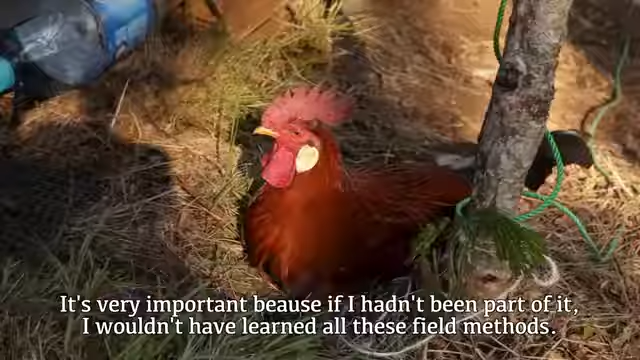 It's very important beause if I hadn't been part of it,
I wouldn't have learned all these field methods.